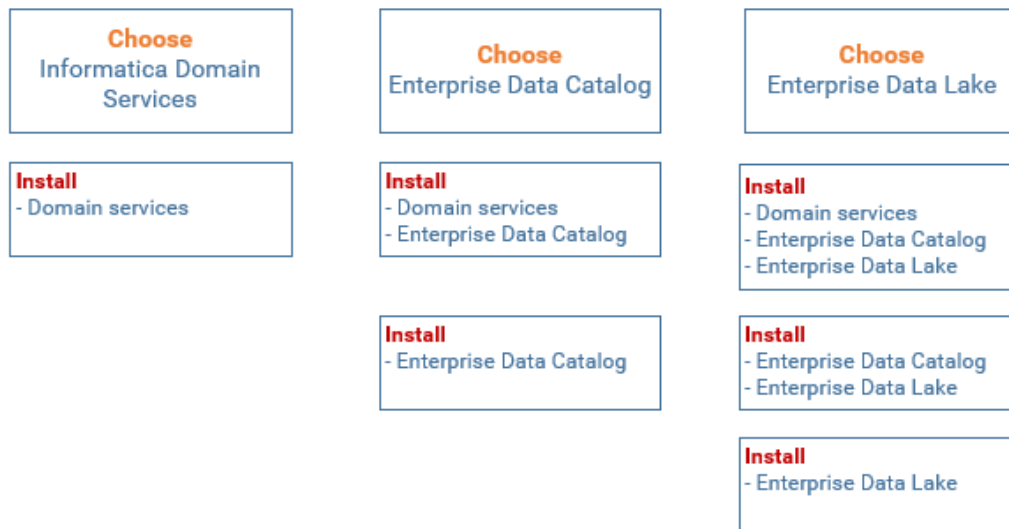 Choose
Informatica Domain
Services
Choose
Enterprise Data Catalog
Choose
Enterprise Data Lake
Install
- Domain services
Install
- Domain services
- Enterprise Data Catalog
Install
- Domain services
- Enterprise Data Catalog
- Enterprise Data Lake
Install
- Enterprise Data Catalog
Install
- Enterprise Data Catalog
- Enterprise Data Lake
Install
- Enterprise Data Lake